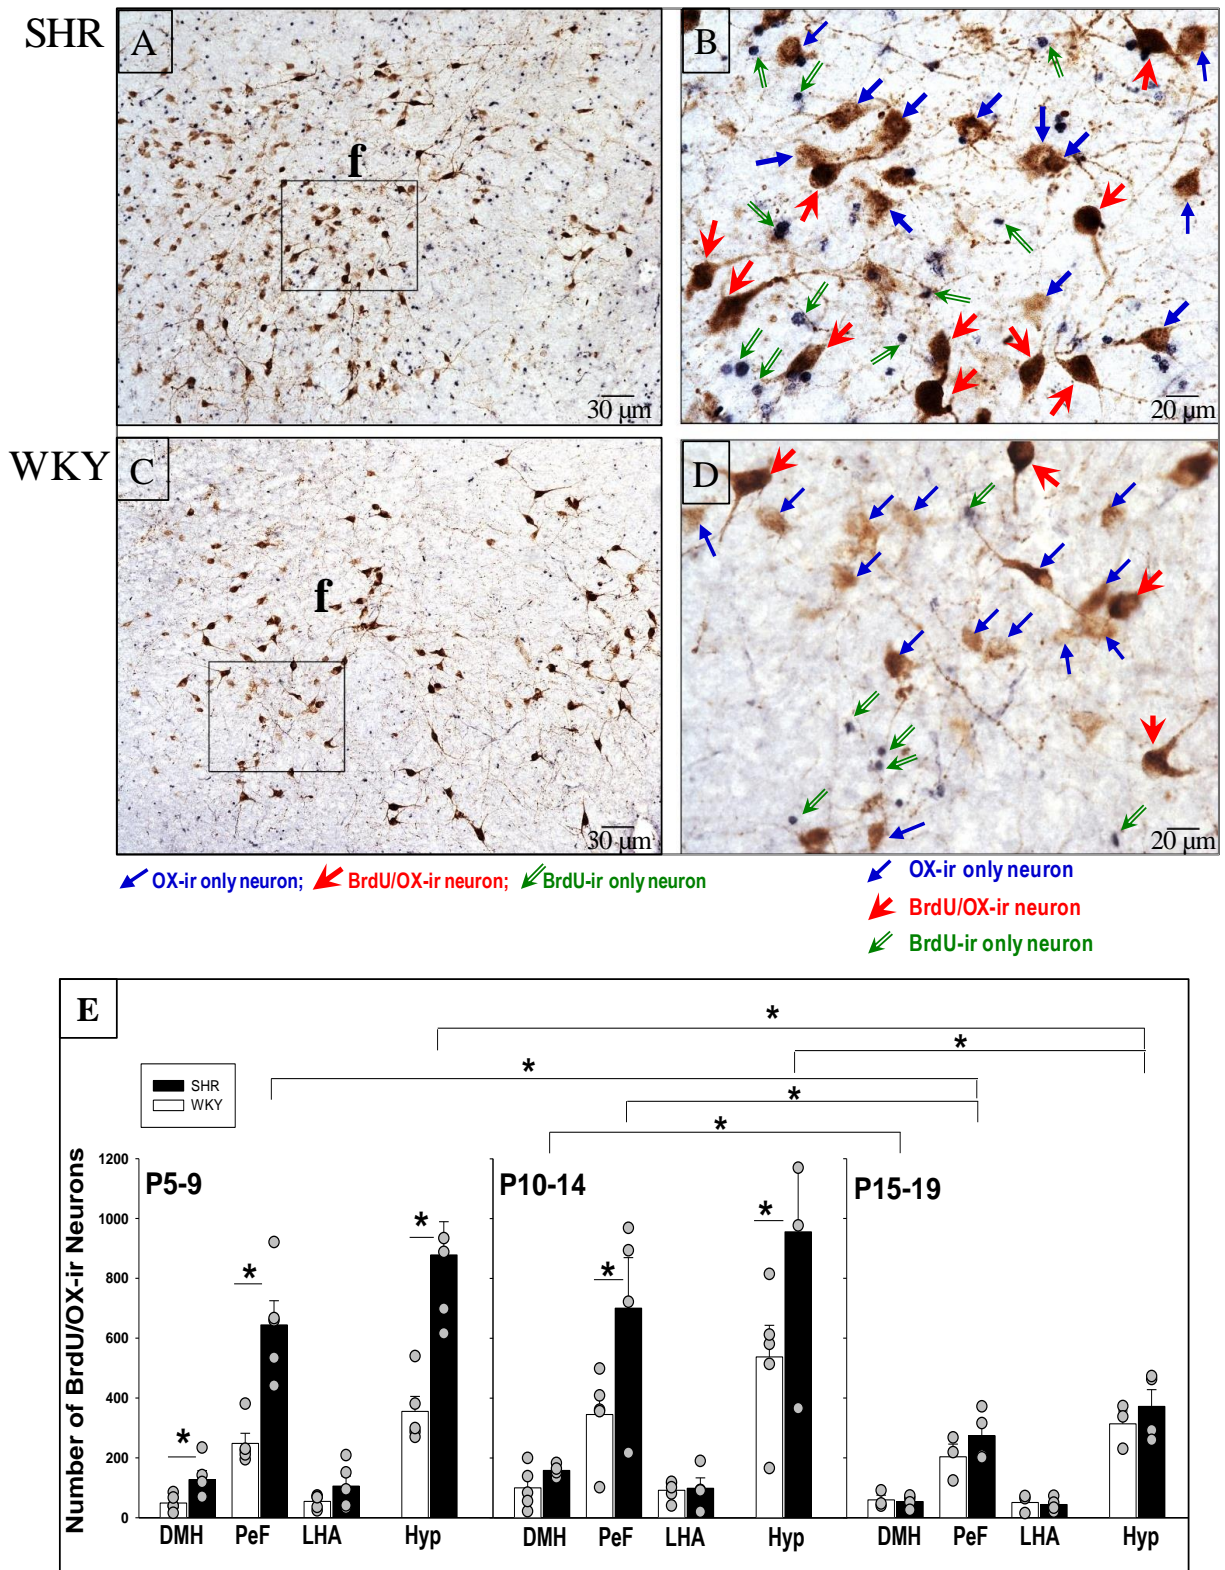 SHR
A
f
30 µm
B
20 µm
WKY
C
f
30 µm
D
20 µm
OX-ir only neuron; BrdU/OX-ir neuron; BrdU-ir only neuron
OX-ir only neuron
BrdU/OX-ir neuron
BrdU-ir only neuron
E
*
*
*
*
*
SHR
WKY
Number of BrdU/OX-ir Neurons
1200
1000
800
600
400
200
0
P5-9
*
*
*
DMH PeF LHA Hyp
P10-14
*
*
DMH PeF LHA Hyp
P15-19
DMH PeF LHA Hyp